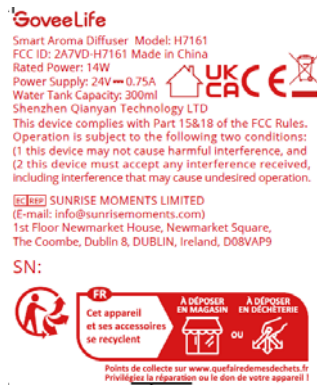 GoveeLife
Smart Aroma Diffuser Model: H7161
FCC ID: 2A7VD-H7161 Made in China
Rated Power: 14W
Power Supply: 24V⎓0.75A
Water Tank Capacity: 300ml
UK
CA
CE
Shenzhen Qianyan Technology LTD
This device complies with Part 15&18 of the FCC Rules.
Operation is subject to the following two conditions:
(1 this device may not cause harmful interference, and
(2 this device must accept any interference received,
including interference that may cause undesired operation.
EC REP SUNRISE MOMENTS LIMITED
(E-mail: info@sunrisemoments.com)
1st Floor Newmarket House, Newmarket Square,
The Coombe, Dublin 8, DUBLIN, Ireland, D08VAP9
SN:
FR
Cet appareil
et ses accessoires
se recyclent
À DÉPOSER
EN MAGASIN
OU
À DÉPOSER
EN DÉCHÈTERIE
Points de collecte sur www.quefairedemesdechets.fr
Privilégiez la réparation ou le don de votre appareil !